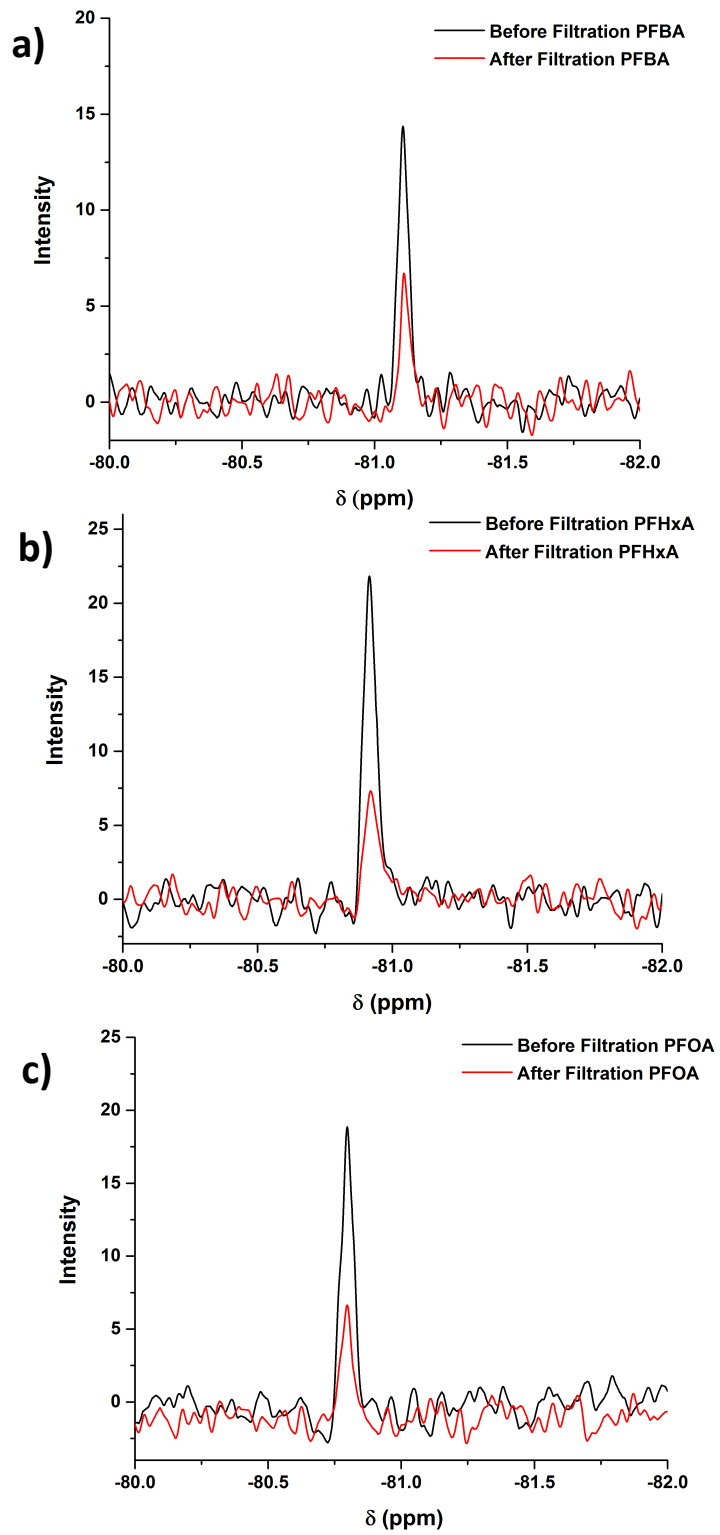 a)
Before Filtration PFBA
After Filtration PFBA
20
15
10
5
0
Intensity
-80.0 -80.5 -81.0 -81.5 -82.0
δ (ppm)
b)
Before Filtration PFHxA
After Filtration PFHxA
25
20
15
10
5
0
Intensity
-80.0 -80.5 -81.0 -81.5 -82.0
δ (ppm)
c)
Before Filtration PFOA
After Filtration PFOA
25
20
15
10
5
0
Intensity
-80.0 -80.5 -81.0 -81.5 -82.0
δ (ppm)